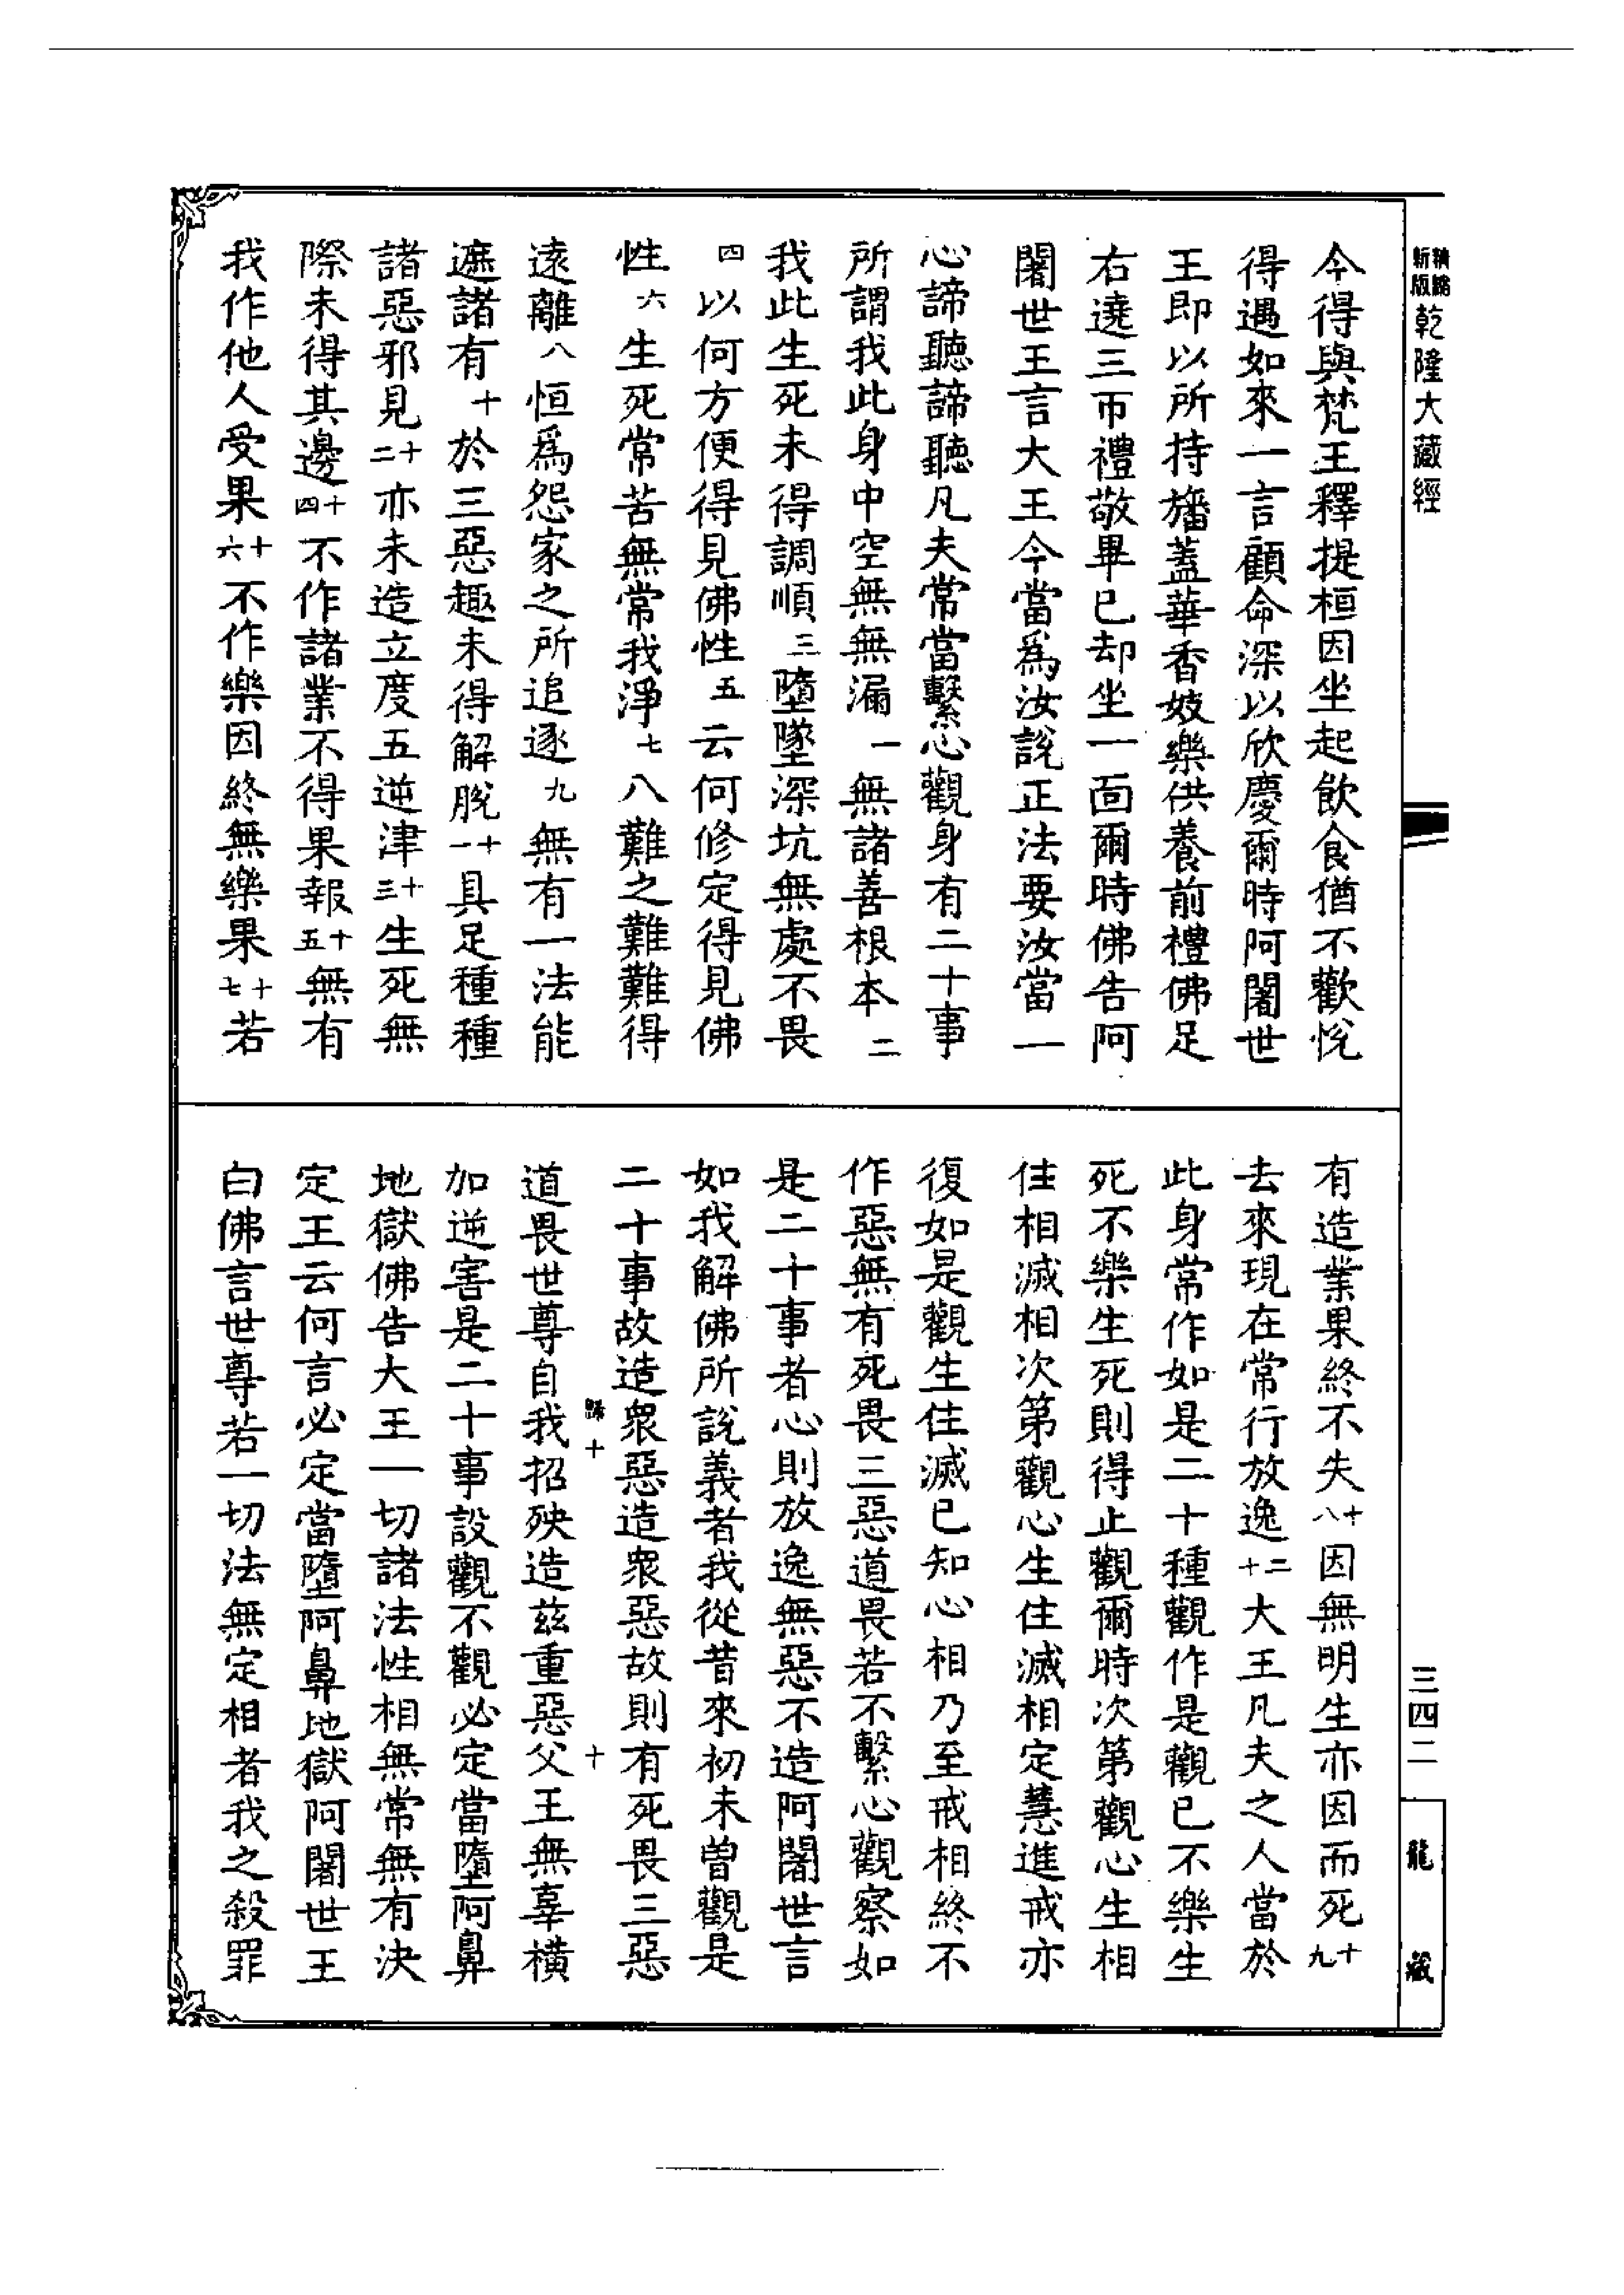 新版
精縮
乾隆大藏經
今得與梵王釋提桓因坐起飲食猶不歡悅
得遇如來一言顧命深以欣慶爾時阿闍世
王即以所持旛蓋華香妓樂供養前禮佛足
右遶三帀禮敬畢已却坐一面爾時佛告阿
闍世王言大王今當爲汝說正法要汝當一
心諦聽諦聽凡夫常當繫心觀身有二十事
所謂我此身中空無無漏一無諸善根本二
我此生死未得調順三墮墜深坑無處不畏
四以何方便得見佛性五云何修定得見佛
性六生死常苦無常我淨七八難之難難得
遠離八恒爲怨家之所追逐九無有一法能
遮諸有十於三惡趣未得解脫十一具足種種
諸惡邪見十二亦未造立度五逆津十三生死無
際未得其邊十四不作諸業不得果報十五無有
我作他人受果十六不作樂因終無樂果十七若
有造業果終不失十八因無明生亦因而死十九
去來現在常行放逸二十大王凡夫之人當於
此身常作如是二十種觀作是觀已不樂生
死不樂生死則得止觀爾時次第觀心生相
住相滅相次第觀心生住滅相定慧進戒亦
復如是觀生住滅已知心相乃至戒相終不
作惡無有死畏三惡道畏若不繫心觀察如
是二十事者心則放逸無惡不造阿闍世言
如我解佛所說義者我從昔來初未曾觀是
二十事故造衆惡造衆惡故則有死畏三惡
歸十
十
道畏世尊自我招殃造茲重惡父王無辜橫
加逆害是二十事設觀不觀必定當墮阿鼻
地獄佛告大王一切諸法性相無常無有決
定王云何言必定當墮阿鼻地獄阿闍世王
白佛言世尊若一切法無定相者我之殺罪
三四二
龍藏